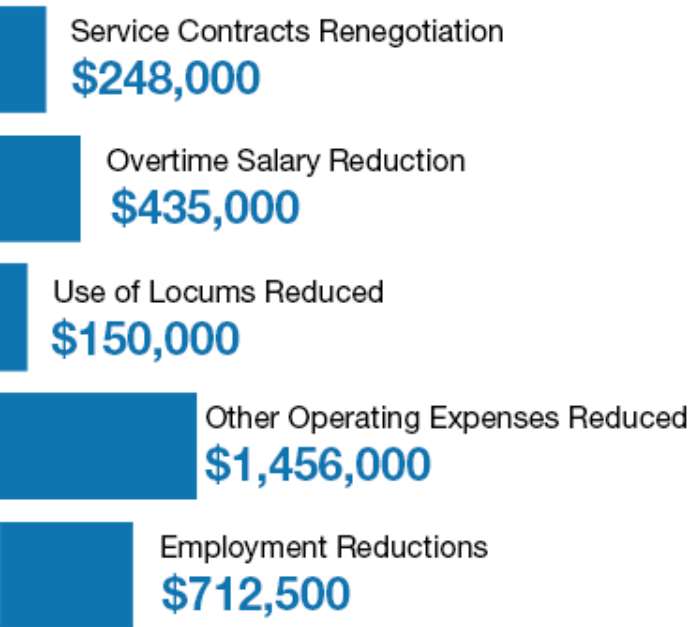 Service Contracts Renegotiation
$248,000
Overtime Salary Reduction
$435,000
Use of Locums Reduced
$150,000
Other Operating Expenses Reduced
$1,456,000
Employment Reductions
$712,500